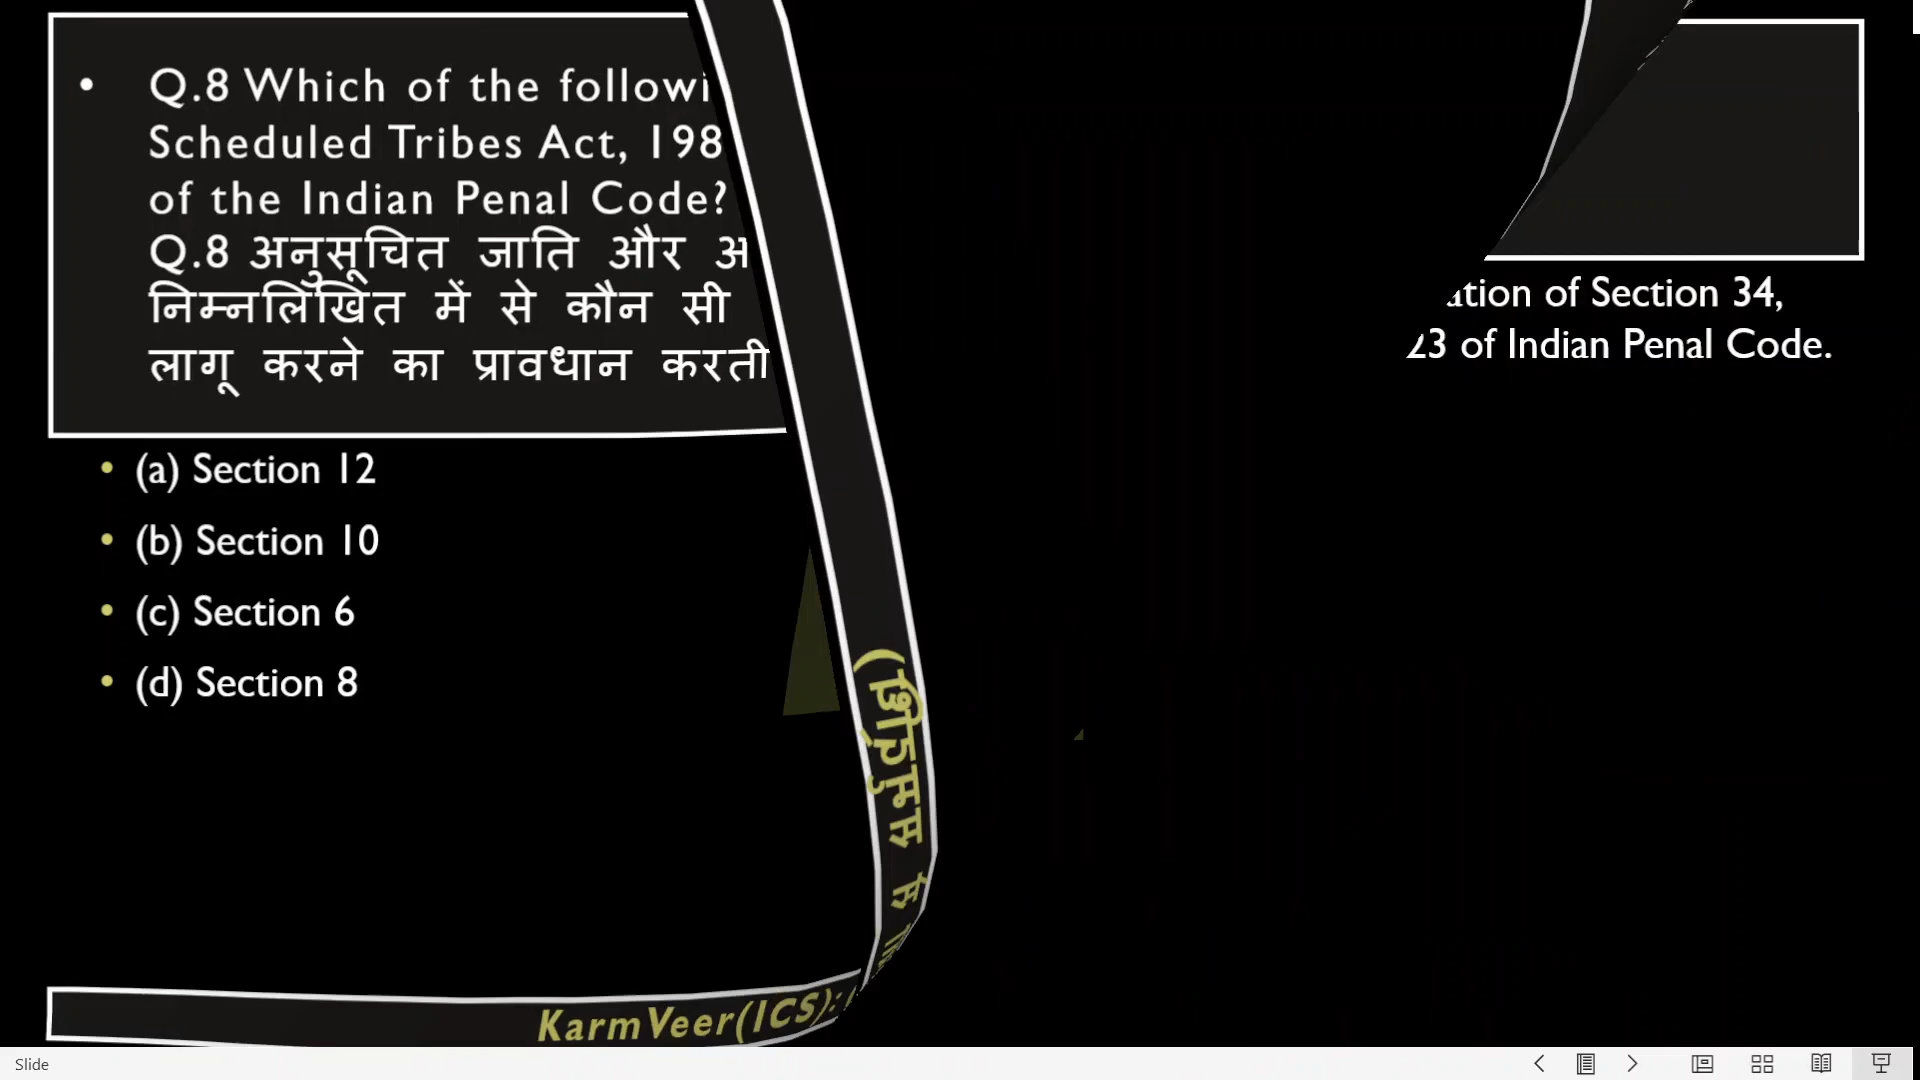 • Q.8 Which of the followi
Scheduled Tribes Act, 198
of the Indian Penal Code?
Q.8 अनुसूचित जाति और अ
निम्नलिखित में से कौन सी
लागू करने का प्रावधान करती
ation of Section 34,
23 of Indian Penal Code.
• (a) Section 12
• (b) Section 10
• (c) Section 6
• (d) Section 8
KarmVeer(ICS):
Slide